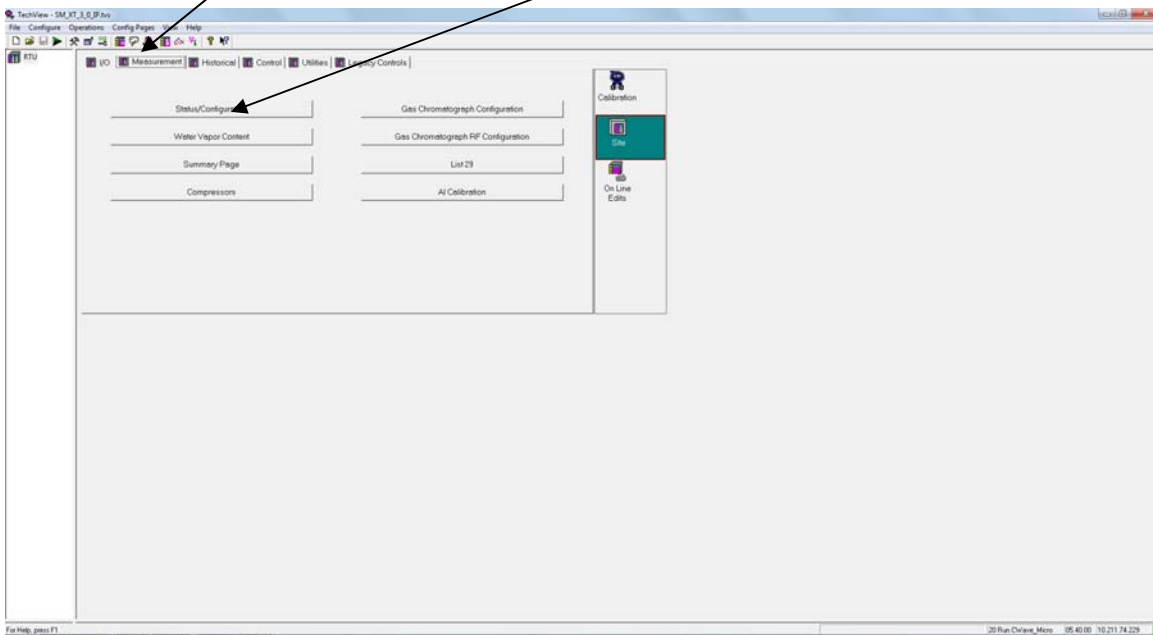 TechView - SM_XT_3_0_IP.tvs
File Configure Operations Config Pages View Help
RTU
I/O Measurement Historical Control Utilities Legacy Controls
Status/Configuration
Gas Chromatograph Configuration
Water Vapor Content
Gas Chromatograph RF Configuration
Summary Page
List 29
Compressors
AI Calibration
Calibration
Site
On Line
Edits
For Help, press F1
20 Run CWave_Micro 05.40.00 10.211.74.229